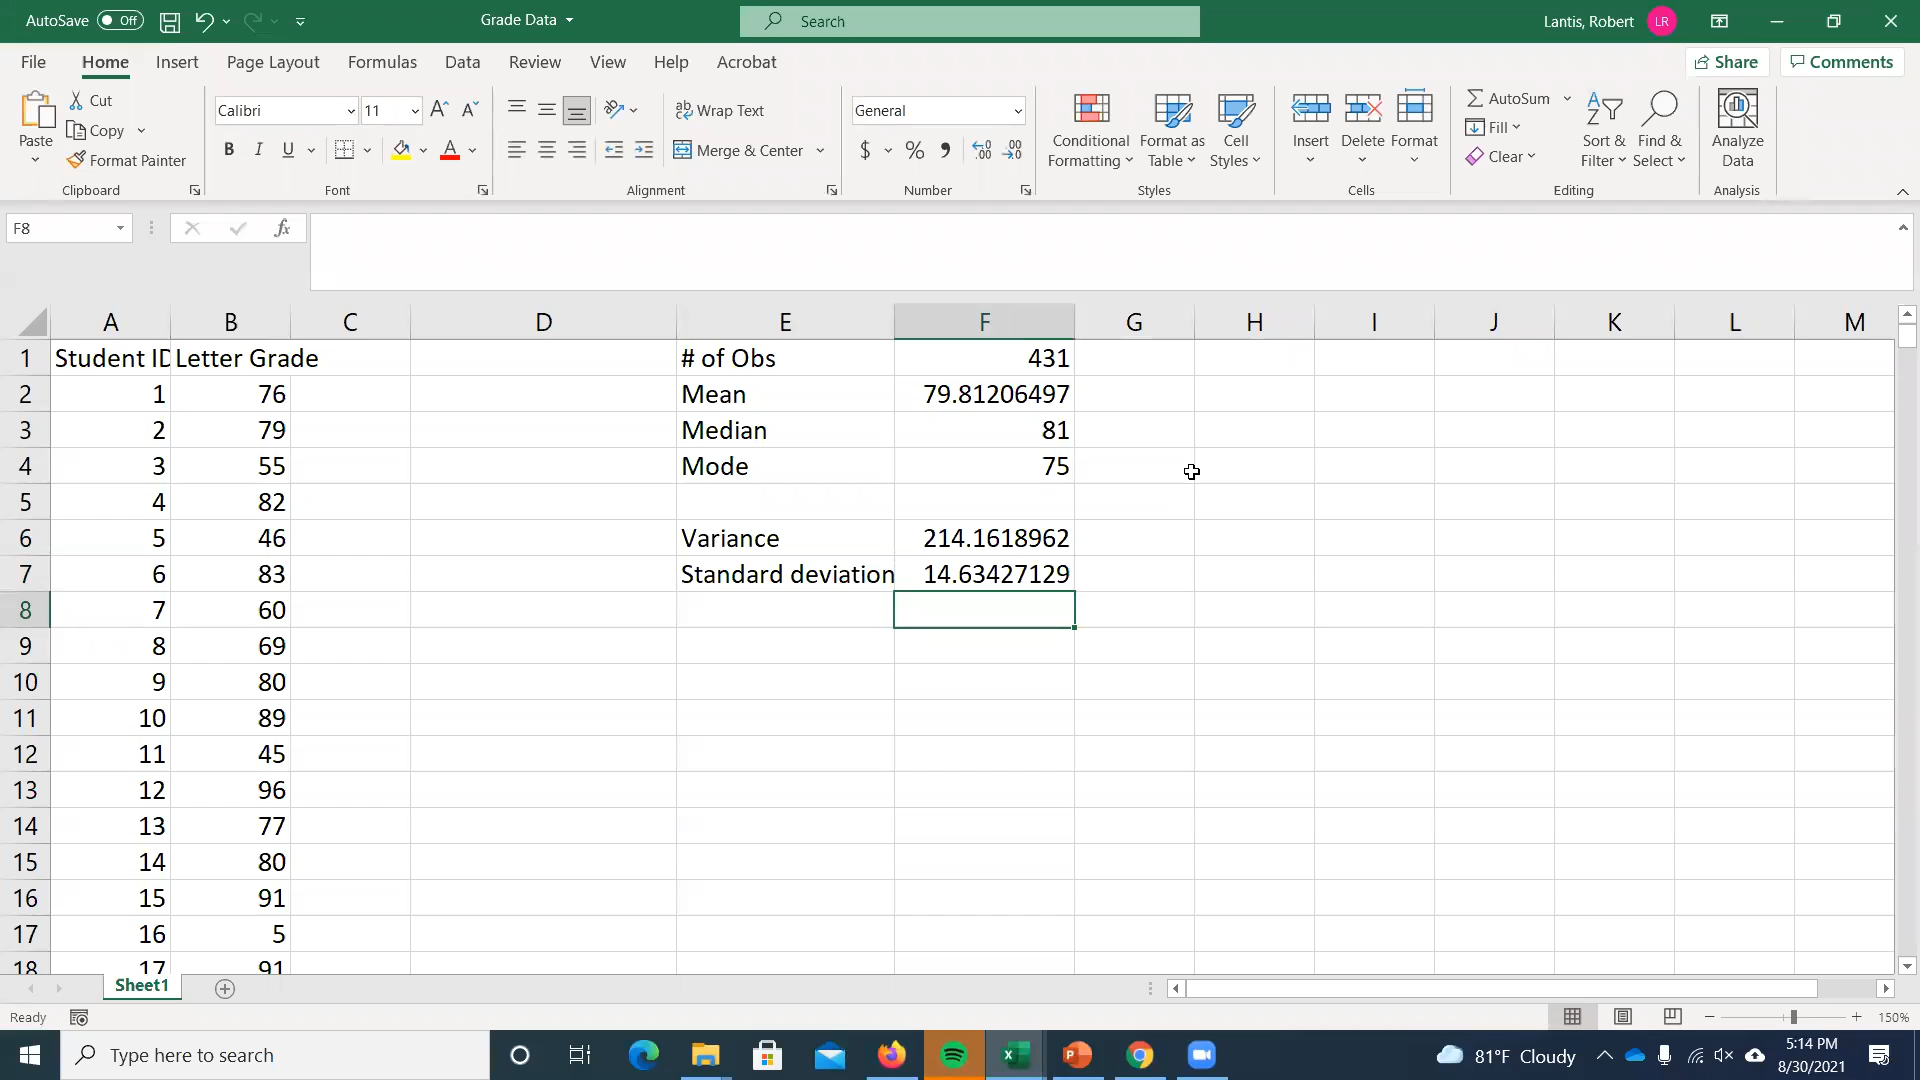 AutoSave Off Grade Data Search Lantis, Robert LR
File Home Insert Page Layout Formulas Data Review View Help Acrobat Share Comments
Paste
Cut
Copy
Format Painter
Clipboard
Calibri 11
A A
B I U A
Font
ab Wrap Text
Merge & Center
Alignment
General
$ % 9 .00 .00
Number
Conditional Formatting
Format as Table
Cell Styles
Styles
Insert Delete Format
Cells
AutoSum
Fill
Clear
Sort & Filter
Find & Select
Editing
Analyze Data
Analysis
F8 fx
A B C D E F G H I J K L M
1 Student ID Letter Grade # of Obs 431
2 1 76 Mean 79.81206497
3 2 79 Median 81
4 3 55 Mode 75
5 4 82
6 5 46 Variance 214.1618962
7 6 83 Standard deviation 14.63427129
8 7 60
9 8 69
10 9 80
11 10 89
12 11 45
13 12 96
14 13 77
15 14 80
16 15 91
17 16 5
18 17 91
Sheet1
Ready 150%
Type here to search 81°F Cloudy 5:14 PM
8/30/2021